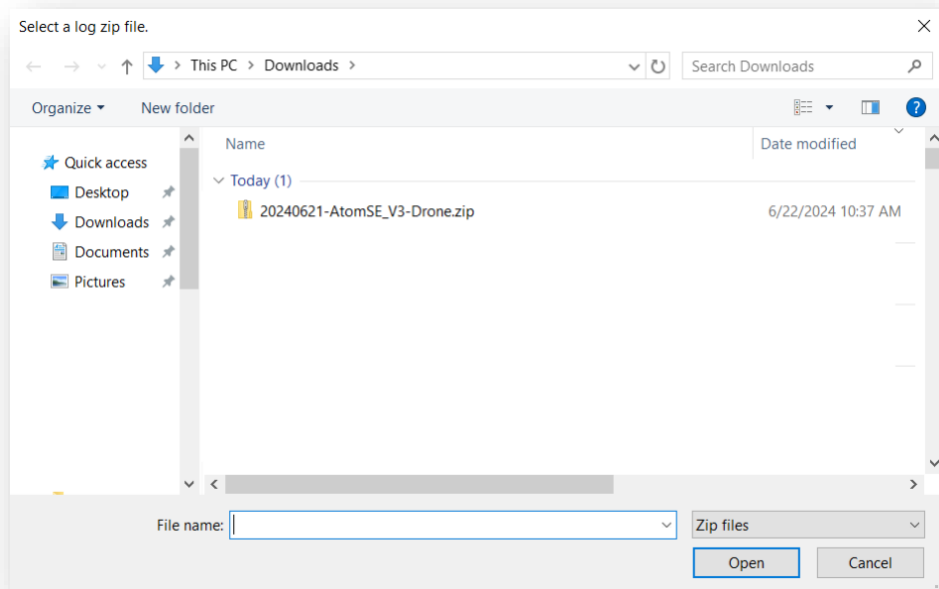 Select a log zip file.
This PC > Downloads >
Search Downloads
Organize
New folder
?
Name
Date modified
Quick access
Desktop
Downloads
Documents
Pictures
Today (1)
20240621-AtomSE_V3-Drone.zip
6/22/2024 10:37 AM
File name:
Zip files
Open
Cancel